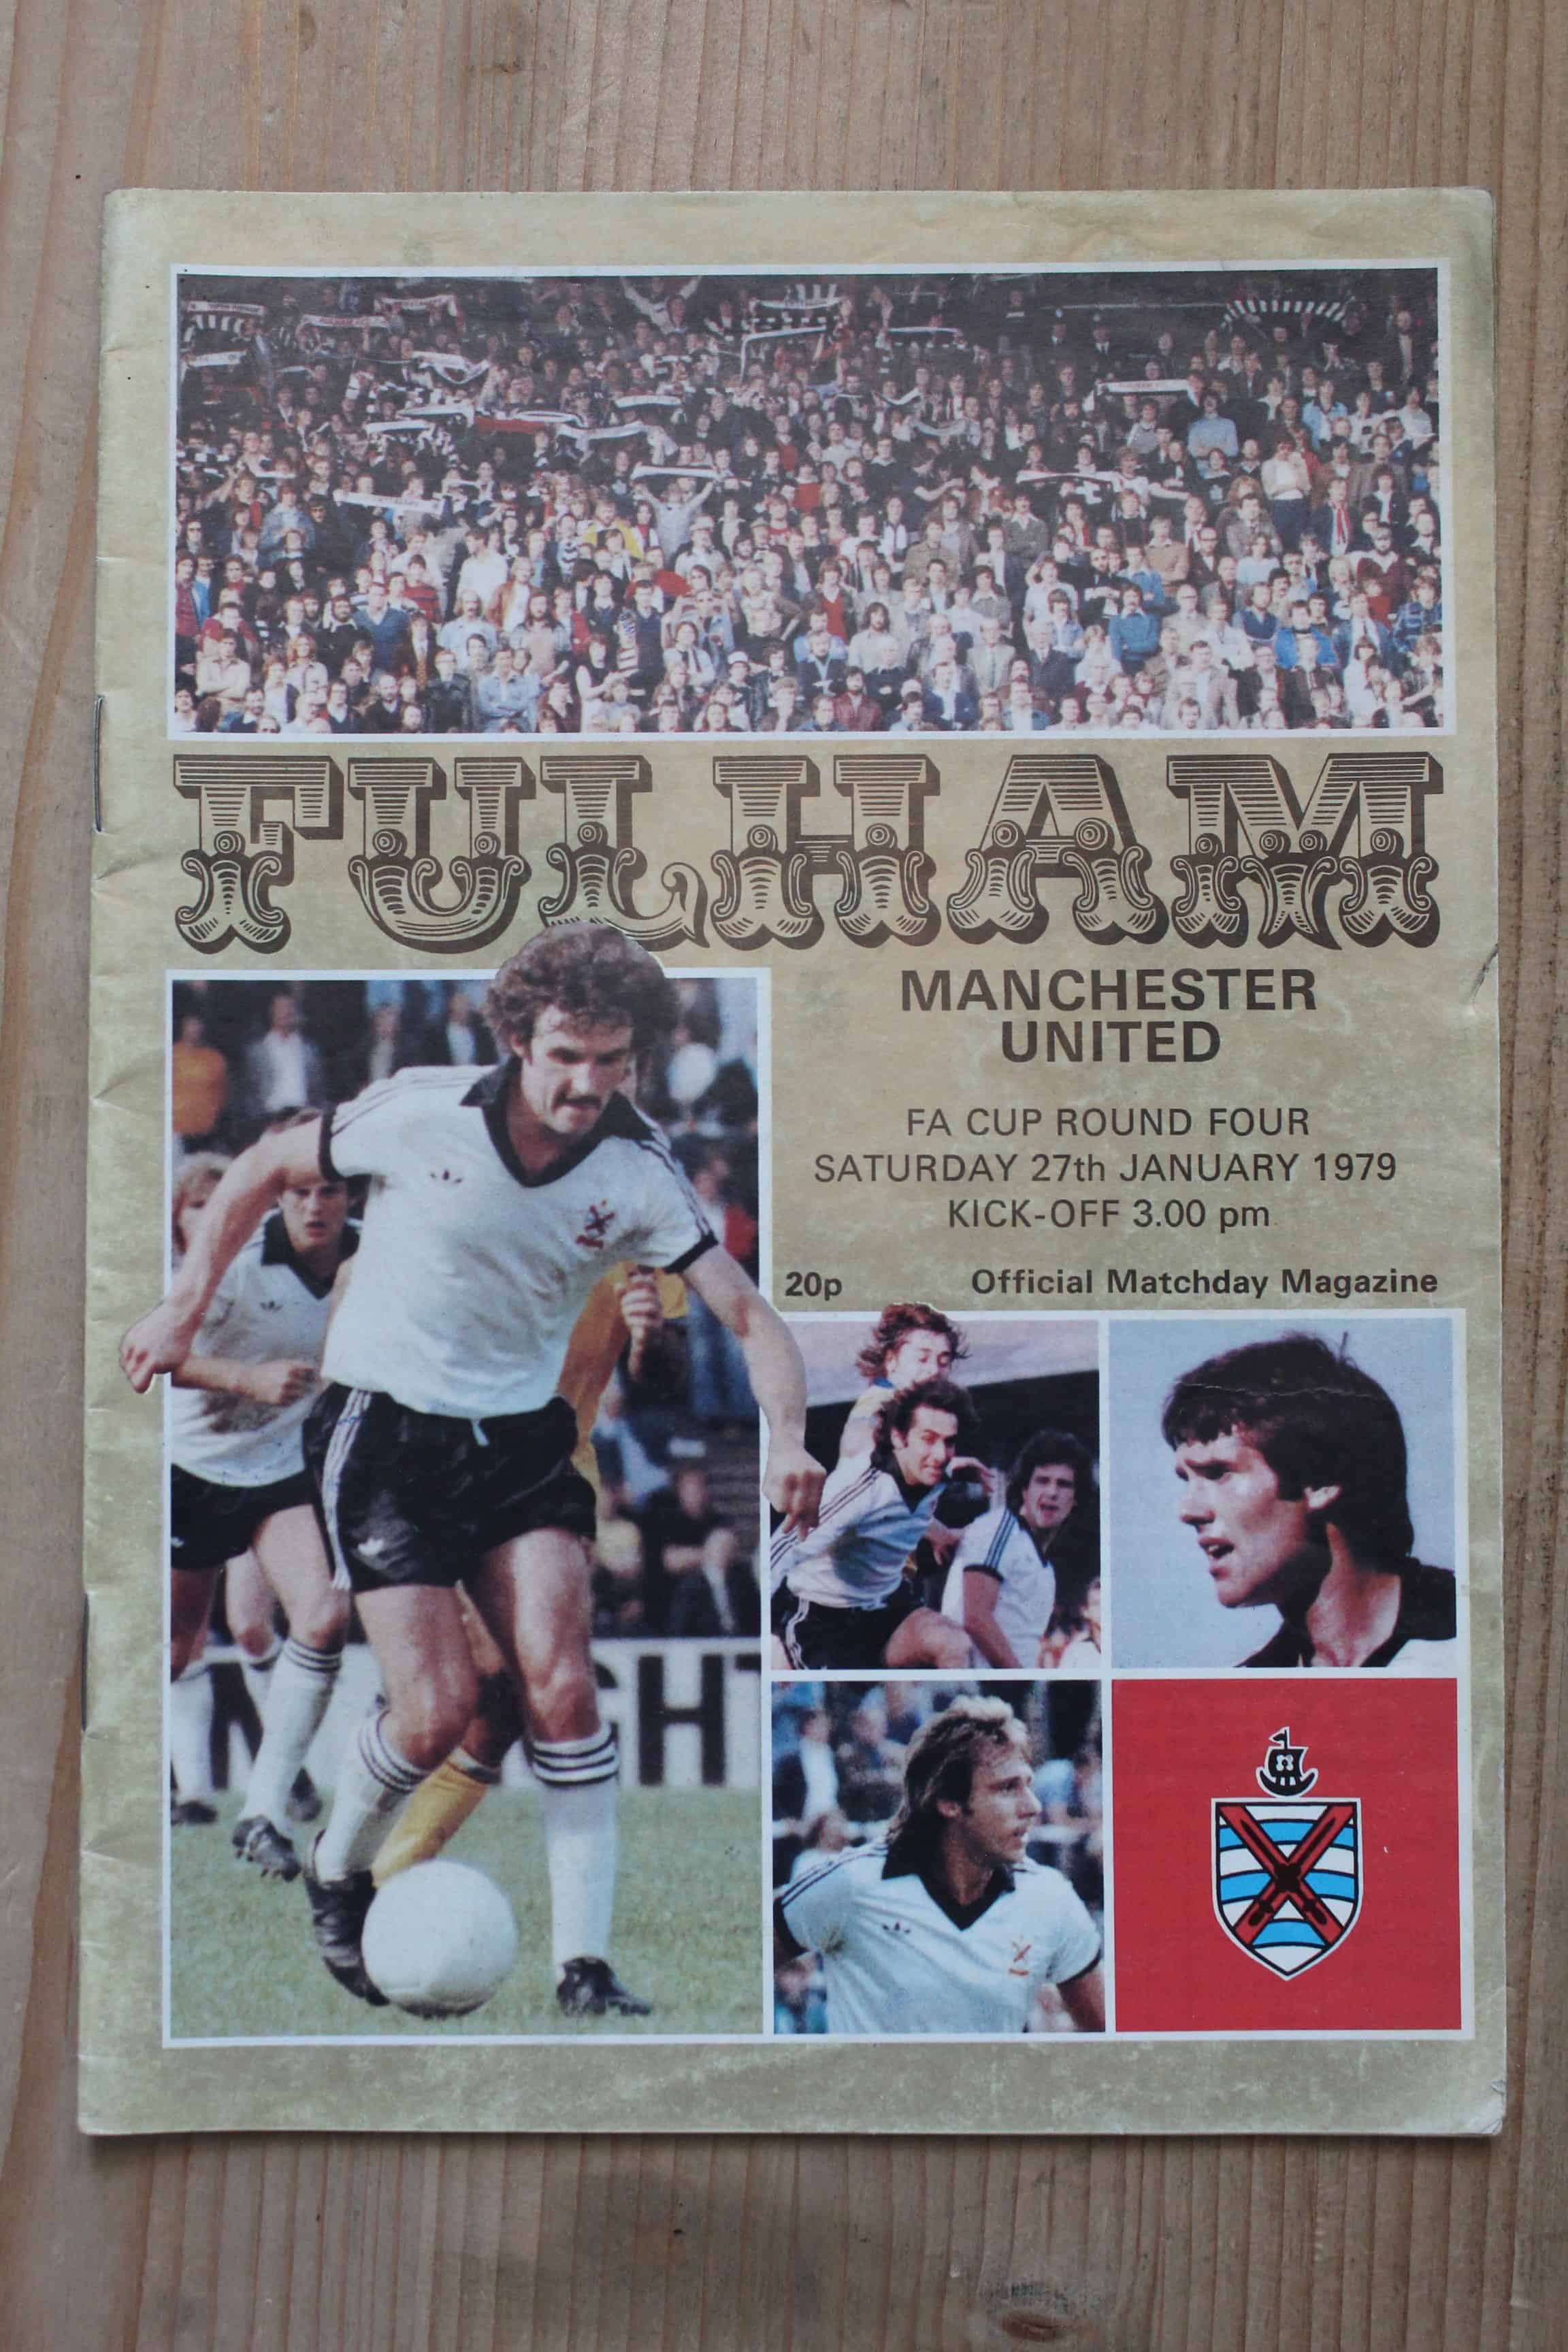 FULHAM
MANCHESTER
UNITED
FA CUP ROUND FOUR
SATURDAY 27th JANUARY 1979
KICK-OFF 3.00 pm
20p Official Matchday Magazine